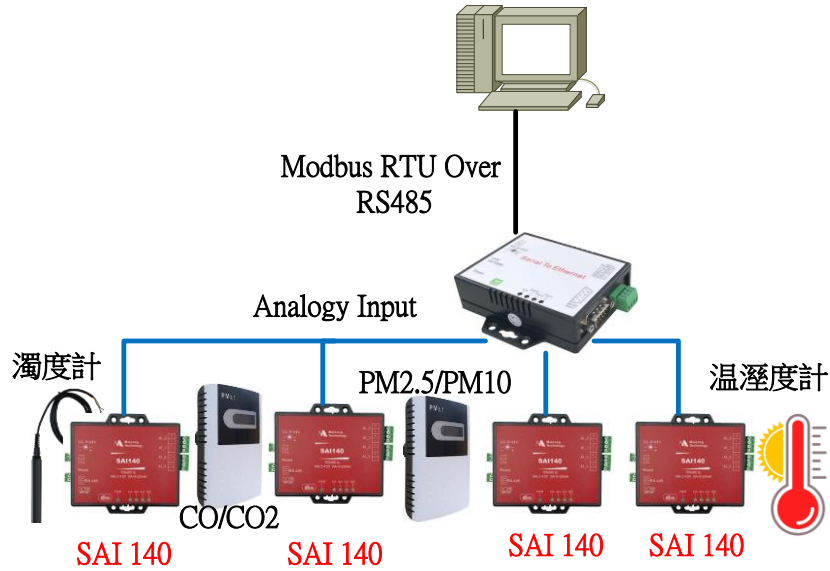 Modbus RTU Over
RS485
Serial To Ethernet
Analogy Input
濁度計
PM2.5/PM10
温溼度計
SAI140
SAI140
SAI140
SAI140
CO/CO2
SAI 140
SAI 140
SAI 140
SAI 140